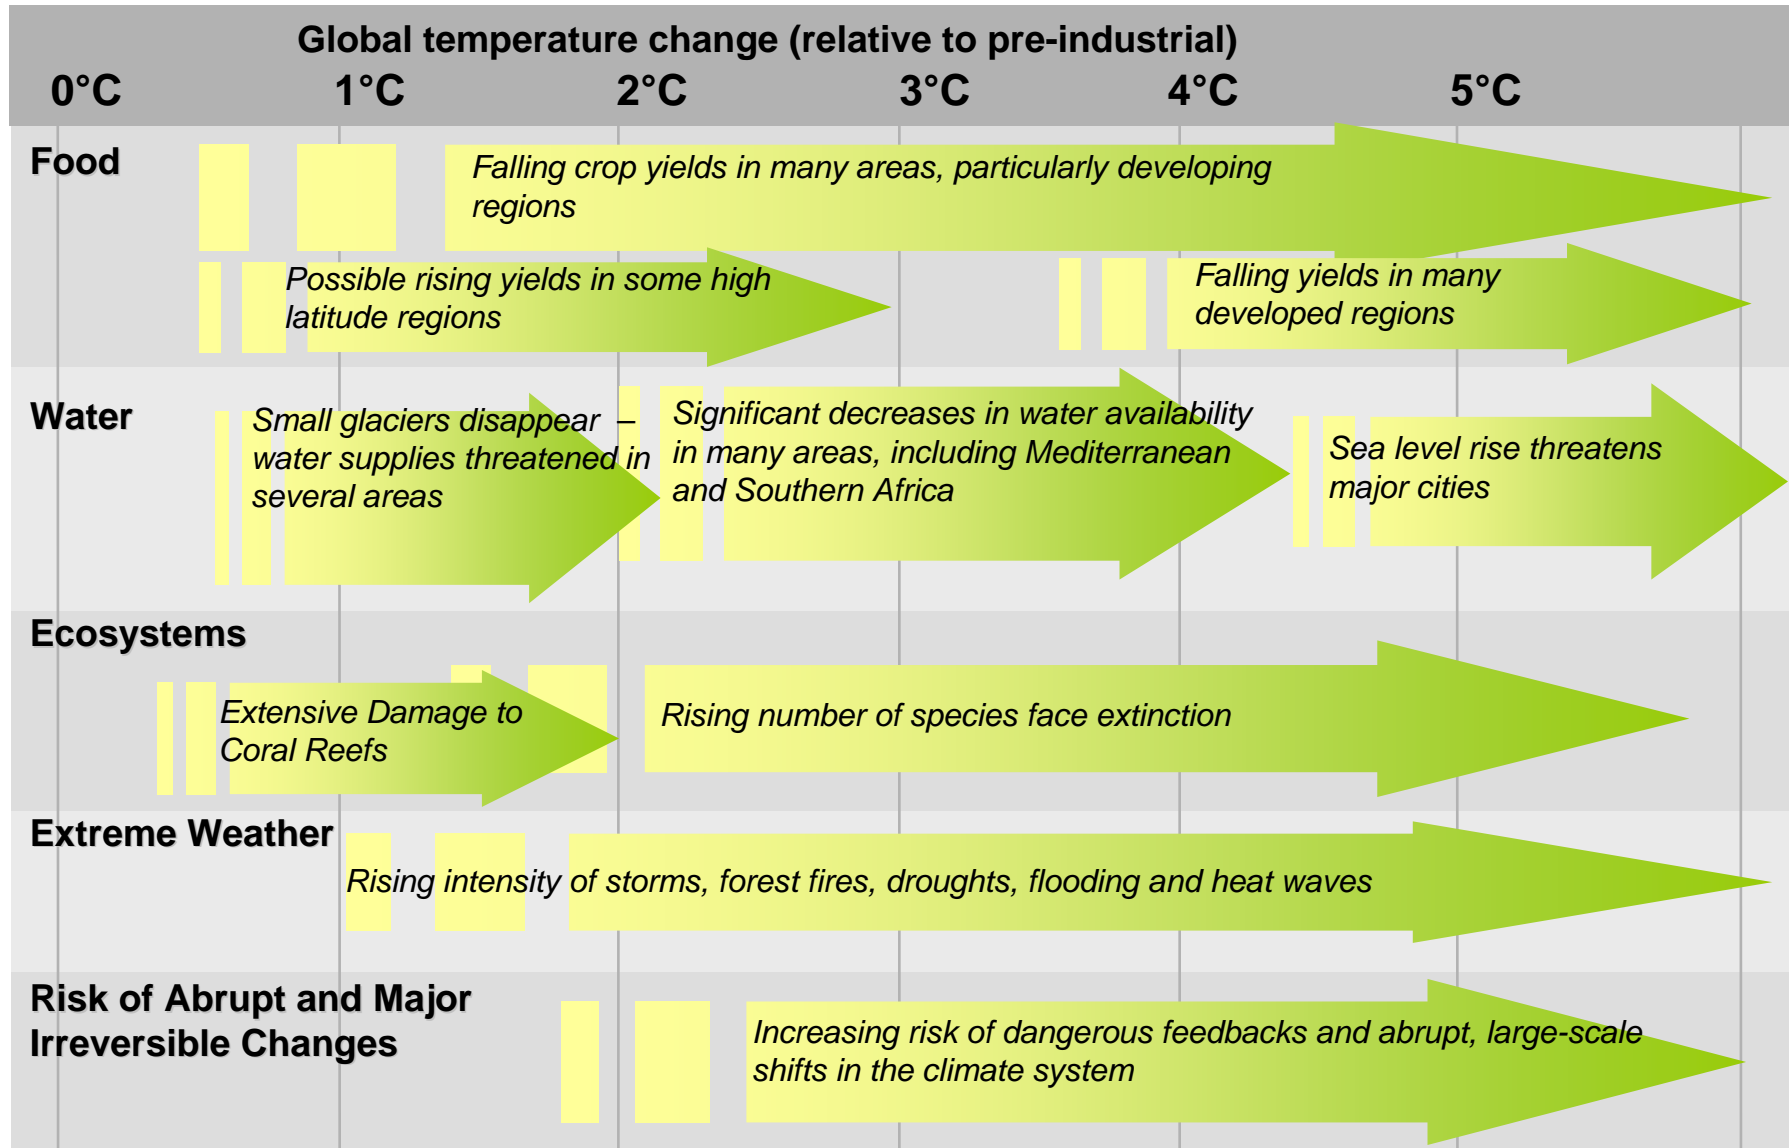 Global temperature change (relative to pre-industrial)
0°C 1°C 2°C 3°C 4°C 5°C
Food
Falling crop yields in many areas, particularly developing
regions
Possible rising yields in some high
latitude regions
Falling yields in many
developed regions
Water
Small glaciers disappear –
water supplies threatened in
several areas
Significant decreases in water availability
in many areas, including Mediterranean
and Southern Africa
Sea level rise threatens
major cities
Ecosystems
Extensive Damage to
Coral Reefs
Rising number of species face extinction
Extreme Weather
Rising intensity of storms, forest fires, droughts, flooding and heat waves
Risk of Abrupt and Major
Irreversible Changes
Increasing risk of dangerous feedbacks and abrupt, large-scale
shifts in the climate system